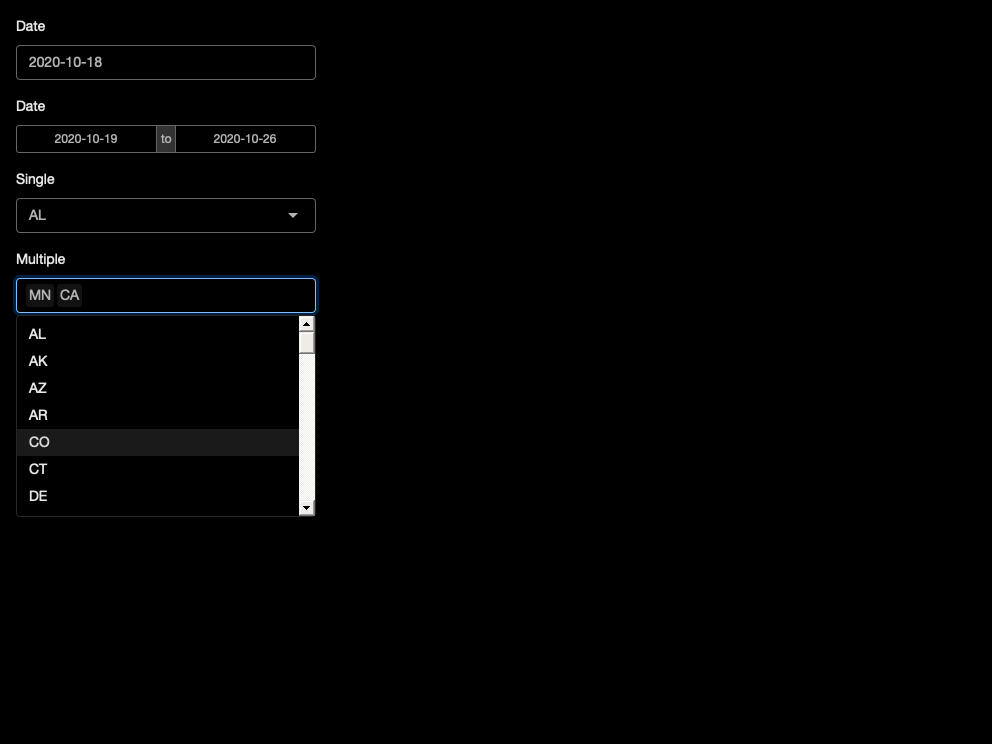 Date
2020-10-18
Date
2020-10-19 to 2020-10-26
Single
AL
Multiple
MN CA
AL
AK
AZ
AR
CO
CT
DE